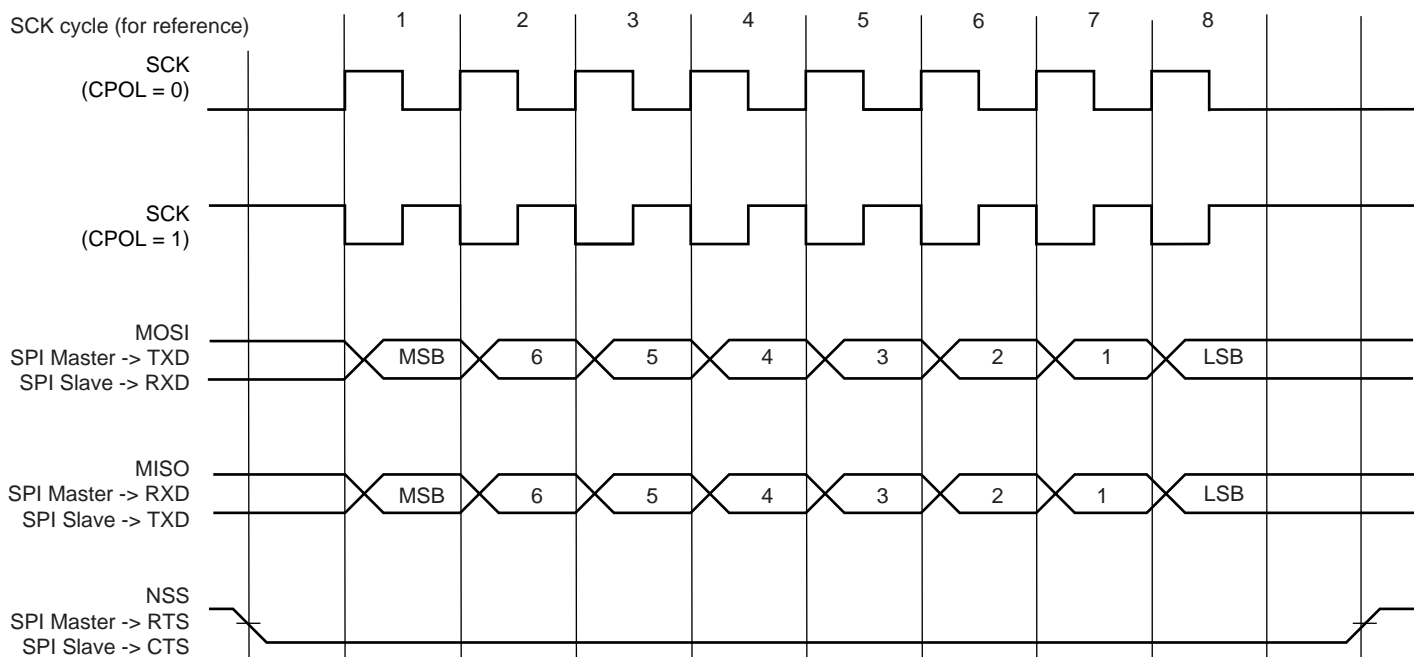 SCK cycle (for reference)
1 2 3 4 5 6 7 8
SCK
(CPOL = 0)
SCK
(CPOL = 1)
MOSI
SPI Master -> TXD
SPI Slave -> RXD
MSB 6 5 4 3 2 1 LSB
MISO
SPI Master -> RXD
SPI Slave -> TXD
MSB 6 5 4 3 2 1 LSB
NSS
SPI Master -> RTS
SPI Slave -> CTS